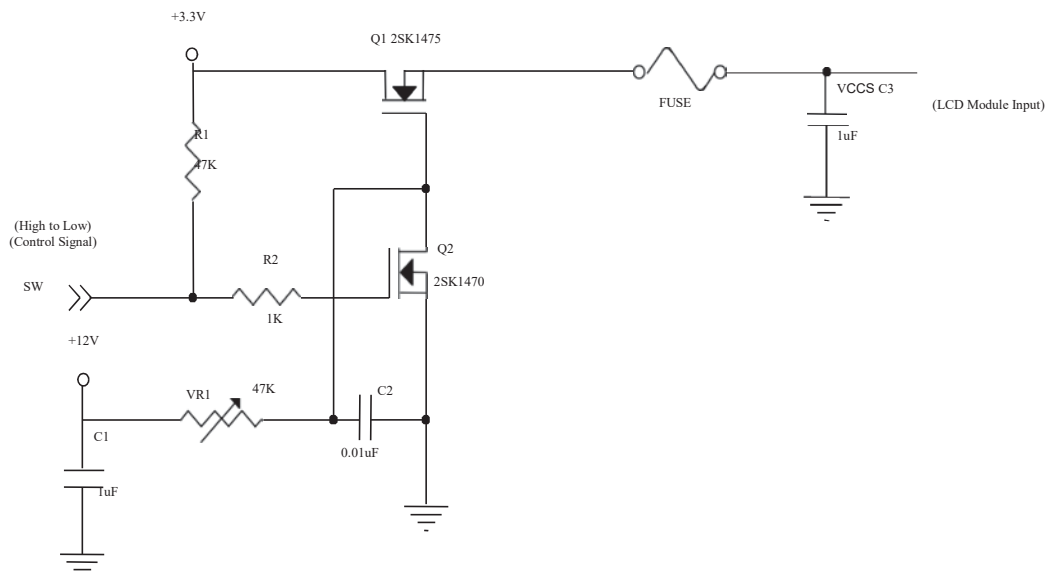 +3.3V
Q1 2SK1475
FUSE
VCCS C3
(LCD Module Input)
1uF
R1
47K
(High to Low)
(Control Signal)
SW
R2
1K
Q2
2SK1470
+12V
VR1
47K
C2
C1
0.01uF
1uF